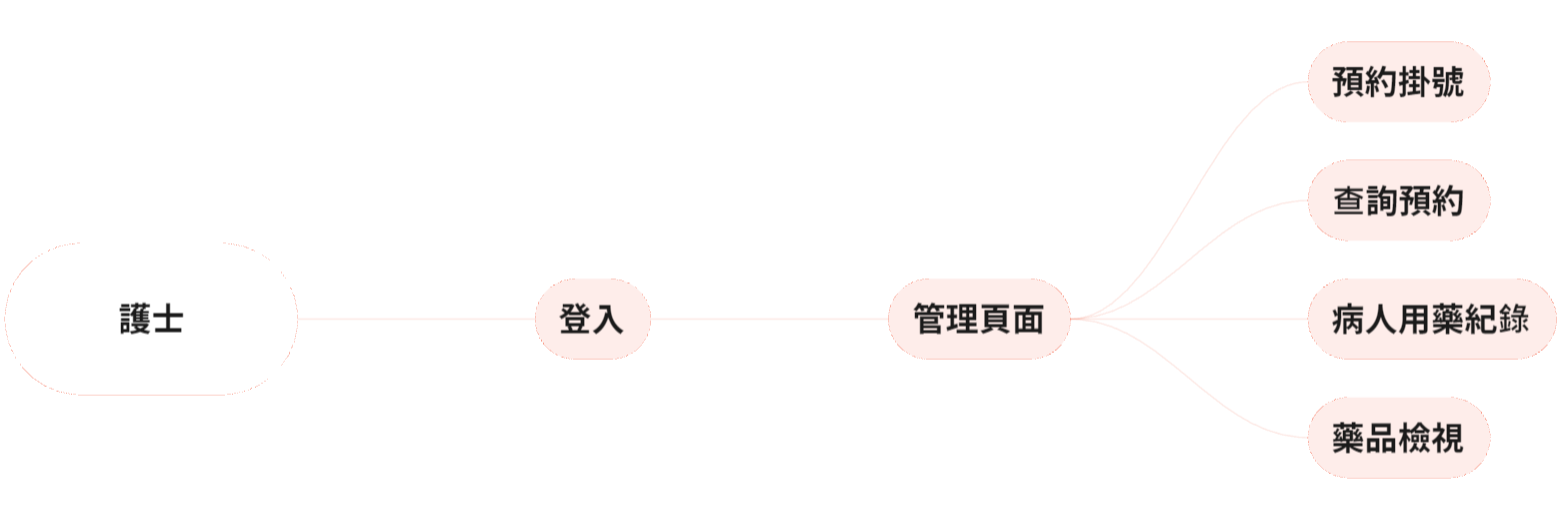 護士
登入
管理頁面
預約掛號
查詢預約
病人用藥紀錄
藥品檢視